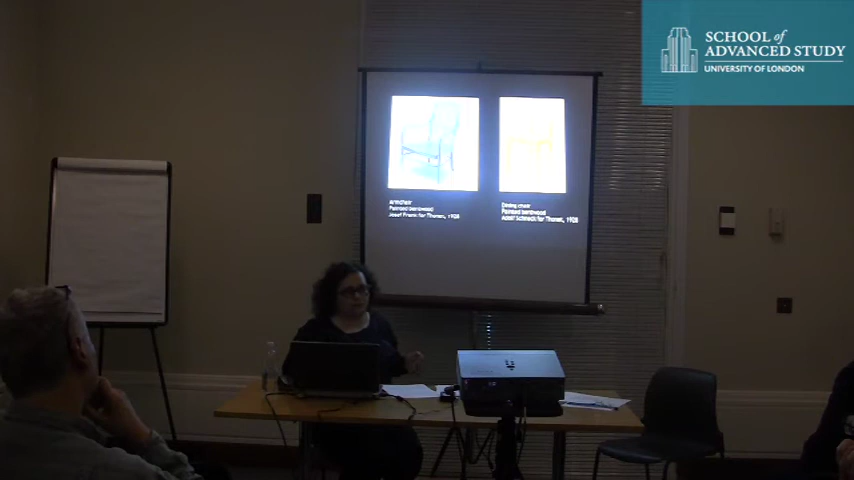 SCHOOL of
ADVANCED STUDY
UNIVERSITY OF LONDON
Armchair
Painted bentwood
Josef Frank for Thonet, 1928
Dining chair
Painted bentwood
Adolf Schneck for Thonet, 1928